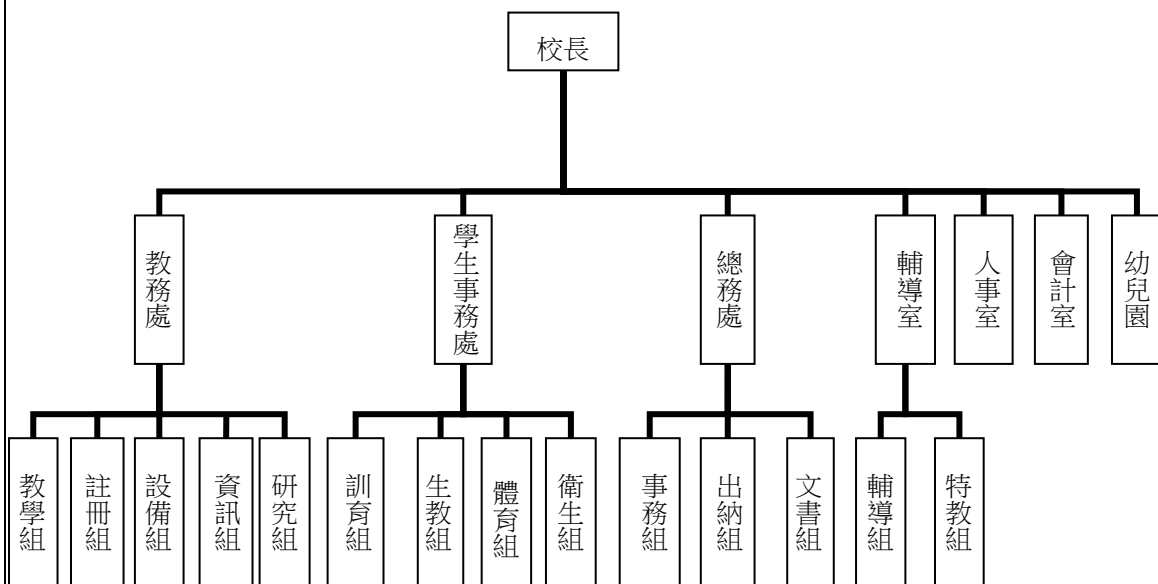 校長
教務處
學生事務處
總務處
輔導室
人事室
會計室
幼兒園
教學組
註冊組
設備組
資訊組
研究組
訓育組
生教組
體育組
衛生組
事務組
出納組
文書組
輔導組
特教組